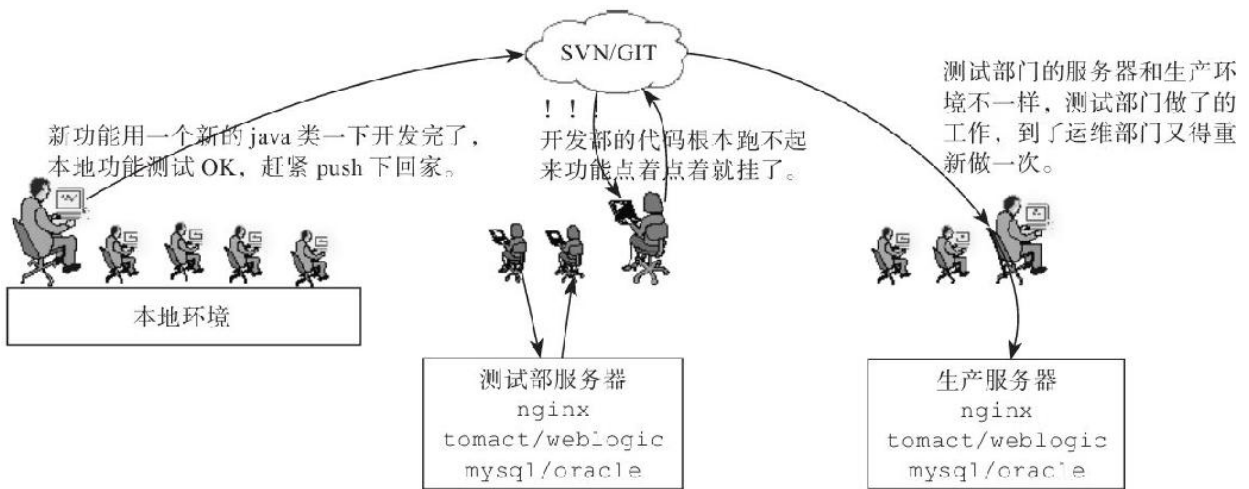 SVN/GIT
新功能用一个新的 java 类一下开发完了，
本地功能测试 OK，赶紧 push 下回家。
！！！
开发部的代码根本跑不起
来功能点着点着就挂了。
测试部门的服务器和生产环
境不一样，测试部门做了的
工作，到了运维部门又得重
新做一次。
本地环境
测试部服务器
nginx
tomact/weblogic
mysql/oracle
生产服务器
nginx
tomact/weblogic
mysql/oracle